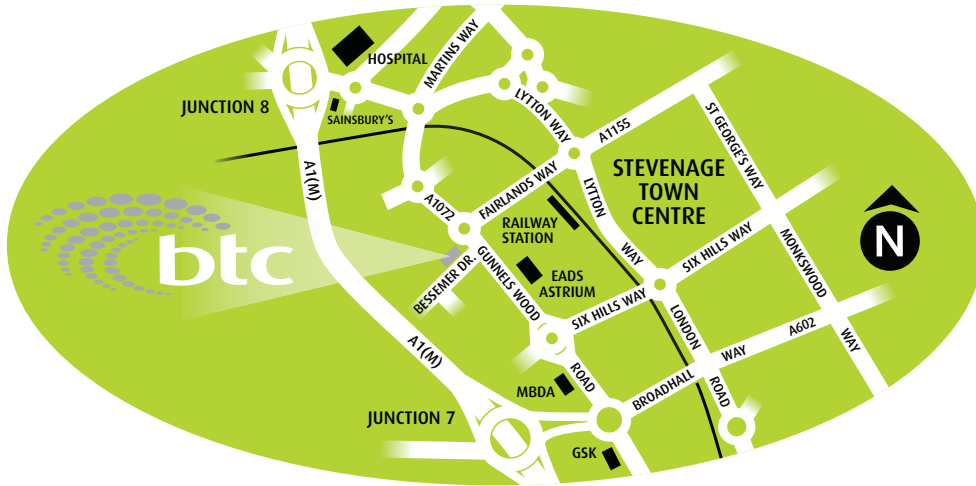 HOSPITAL
MARTINS WAY
JUNCTION 8
SAINSBURY'S
LYTTON WAY
A1155
ST GEORGE'S WAY
A1(M)
STEVENAGE
TOWN
CENTRE
FAIRLANDS WAY
LYTTON
WAY
A1072
RAILWAY
STATION
N
btc
BESSEMER DR.
GUNNELS WOOD
ROAD
EADS
ASTRIUM
SIX HILLS WAY
SIX HILLS WAY
MONKSWOOD
WAY
LONDON
ROAD
A602
A1(M)
MBDA
BROADHALL
WAY
JUNCTION 7
GSK